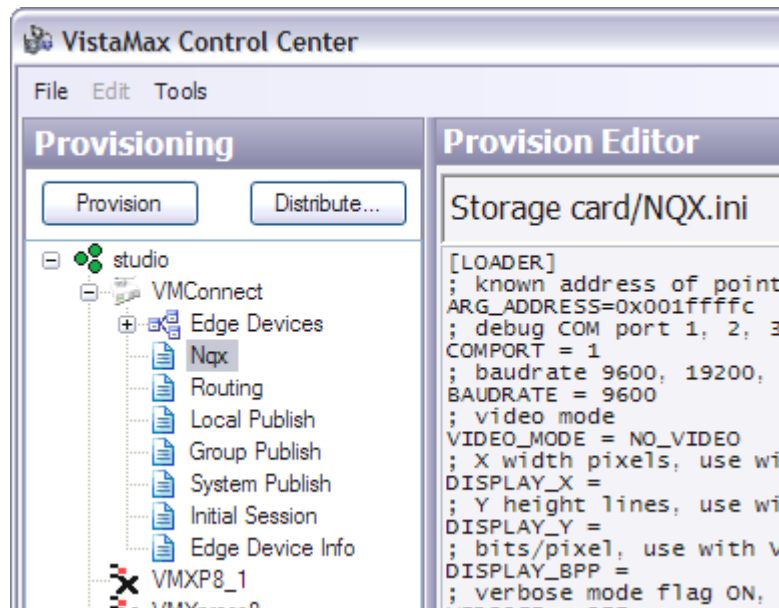 VistaMax Control Center
File Edit Tools
Provisioning
Provision Distribute...
studio
VMConnect
Edge Devices
Nqx
Routing
Local Publish
Group Publish
System Publish
Initial Session
Edge Device Info
VMXP8_1
Provision Editor
Storage card/NQX.ini
[LOADER]
; known address of point
ARG_ADDRESS=0x001ffffc
; debug COM port 1, 2, 3
COMPORT = 1
; baudrate 9600, 19200,
BAUDRATE = 9600
; video mode
VIDEO_MODE = NO_VIDEO
; X width pixels, use wi
DISPLAY_X =
; Y height lines, use wi
DISPLAY_Y =
; bits/pixel, use with V
DISPLAY_BPP =
; verbose mode flag ON,